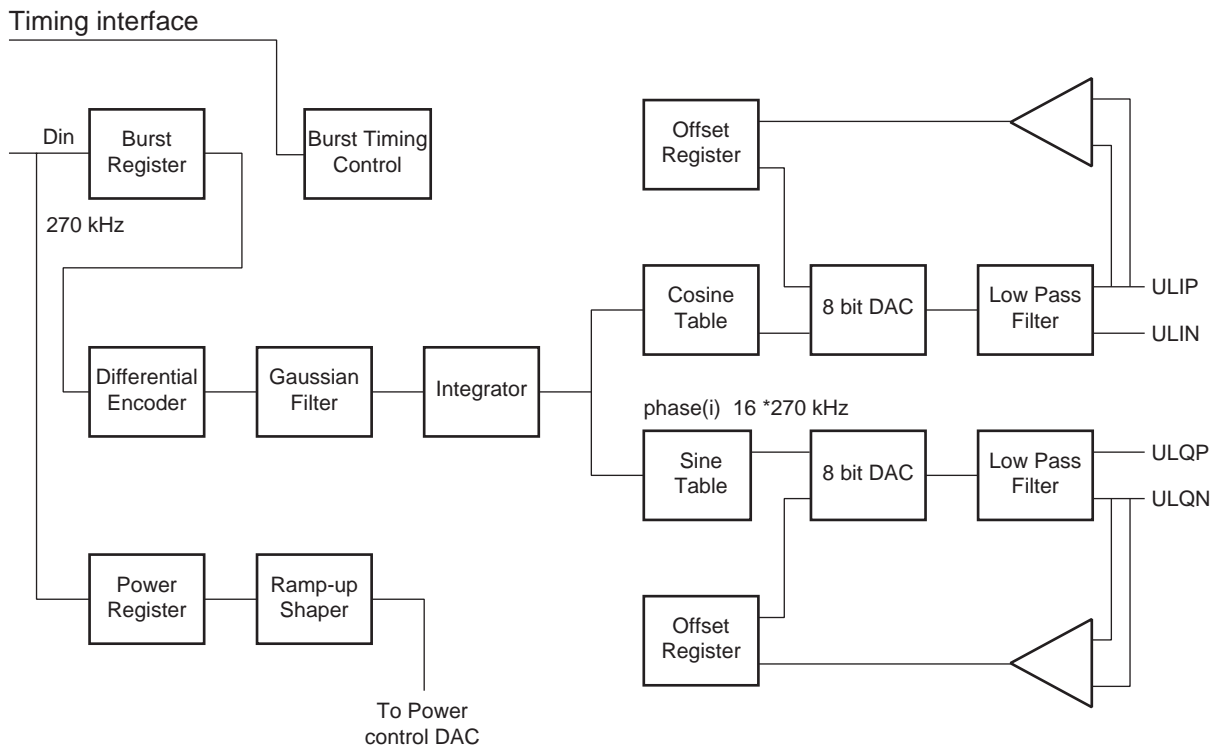 Timing interface
Din
Burst
Register
Burst Timing
Control
270 kHz
Offset
Register
Cosine
Table
8 bit DAC
Low Pass
Filter
ULIP
ULIN
Differential
Encoder
Gaussian
Filter
Integrator
phase(i) 16 *270 kHz
Sine
Table
8 bit DAC
Low Pass
Filter
ULQP
ULQN
Power
Register
Ramp-up
Shaper
Offset
Register
To Power
control DAC